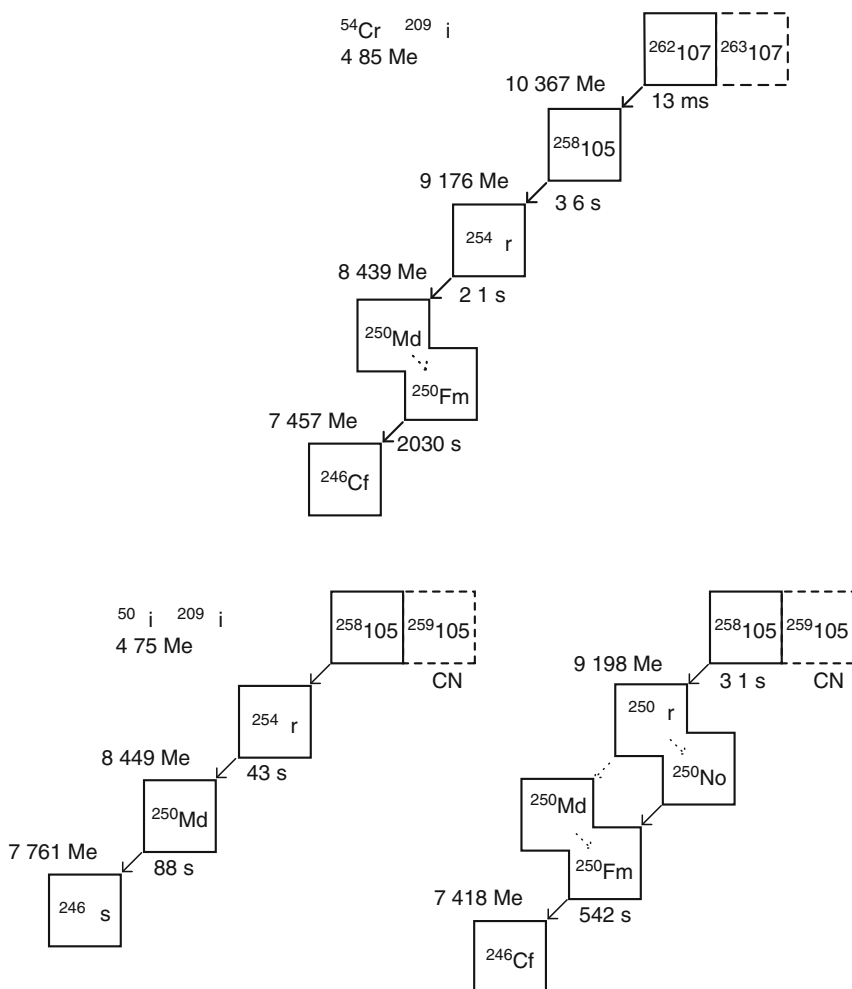 ⁵⁴Cr ²⁰⁹ i
4 85 Me
²⁶²107 ²⁶³107
10 367 Me
13 ms
²⁵⁸105
9 176 Me
3 6 s
²⁵⁴ r
8 439 Me
2 1 s
²⁵⁰Md
²⁵⁰Fm
7 457 Me
2030 s
²⁴⁶Cf
⁵⁰ i ²⁰⁹ i
4 75 Me
²⁵⁸105 ²⁵⁹105
CN
²⁵⁴ r
8 449 Me
43 s
²⁵⁰Md
7 761 Me
88 s
²⁴⁶ s
²⁵⁸105 ²⁵⁹105
9 198 Me
3 1 s
CN
²⁵⁰ r
²⁵⁰No
²⁵⁰Md
²⁵⁰Fm
7 418 Me
542 s
²⁴⁶Cf